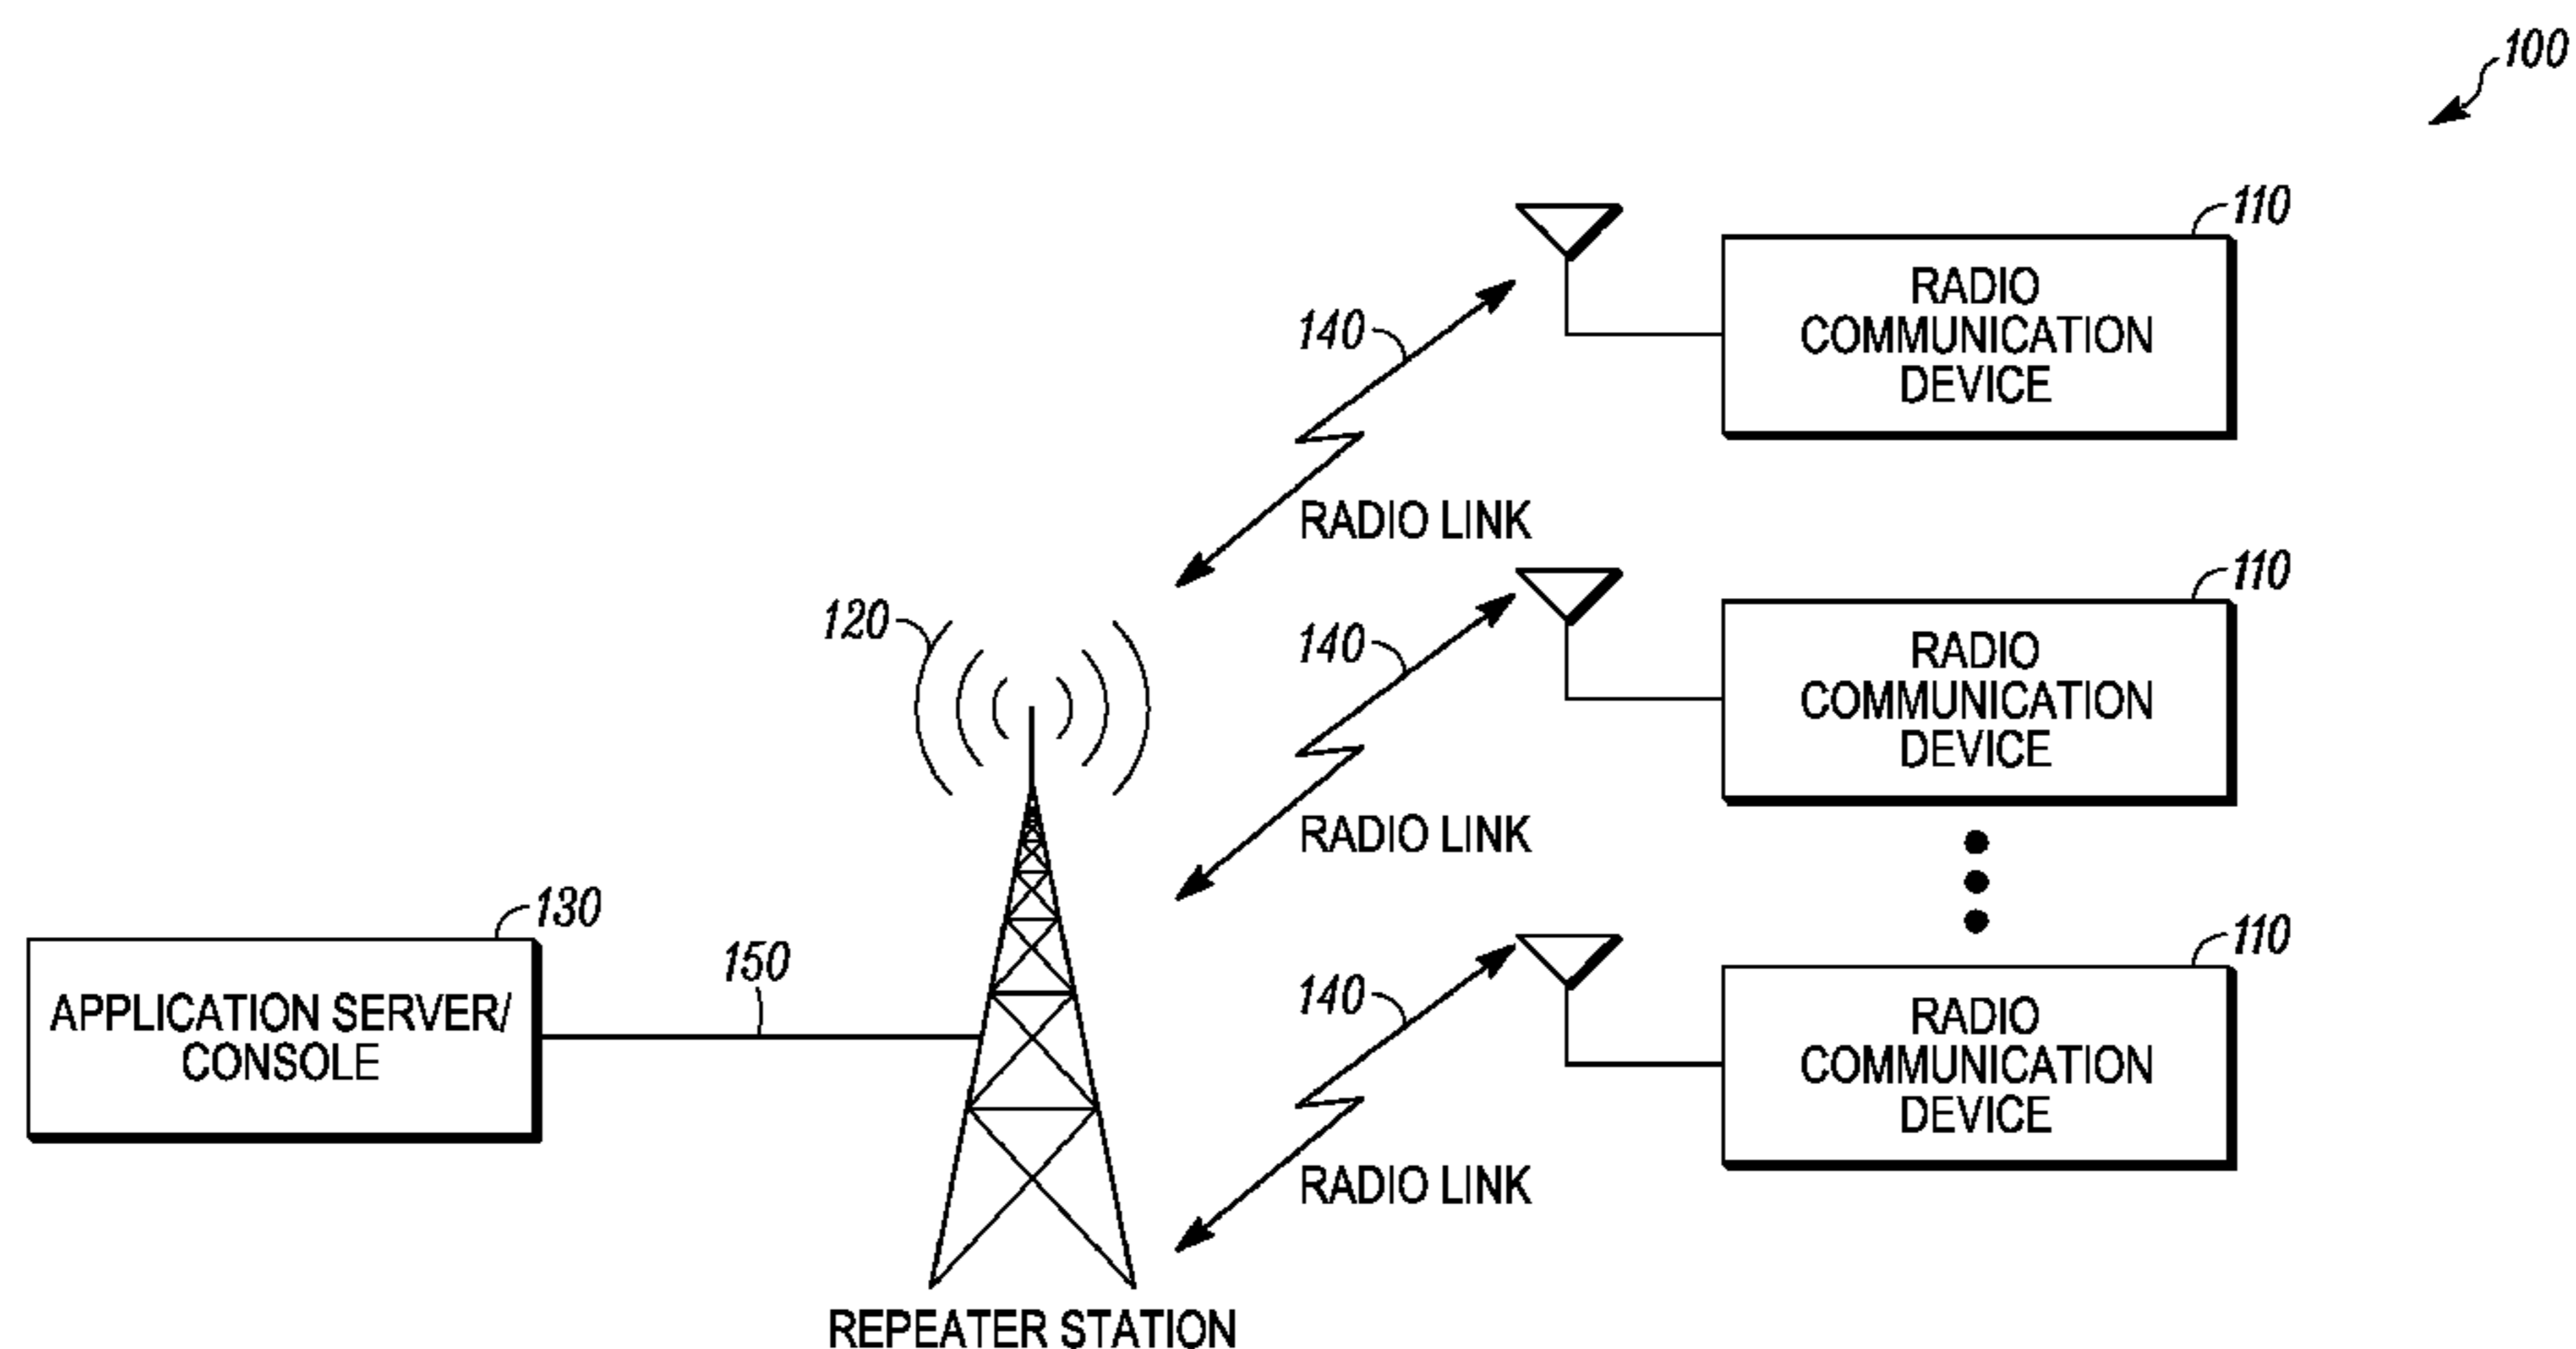 100
110
RADIO
COMMUNICATION
DEVICE
140
RADIO LINK
110
RADIO
COMMUNICATION
DEVICE
120
140
RADIO LINK
130
APPLICATION SERVER/
CONSOLE
150
110
RADIO
COMMUNICATION
DEVICE
140
RADIO LINK
REPEATER STATION